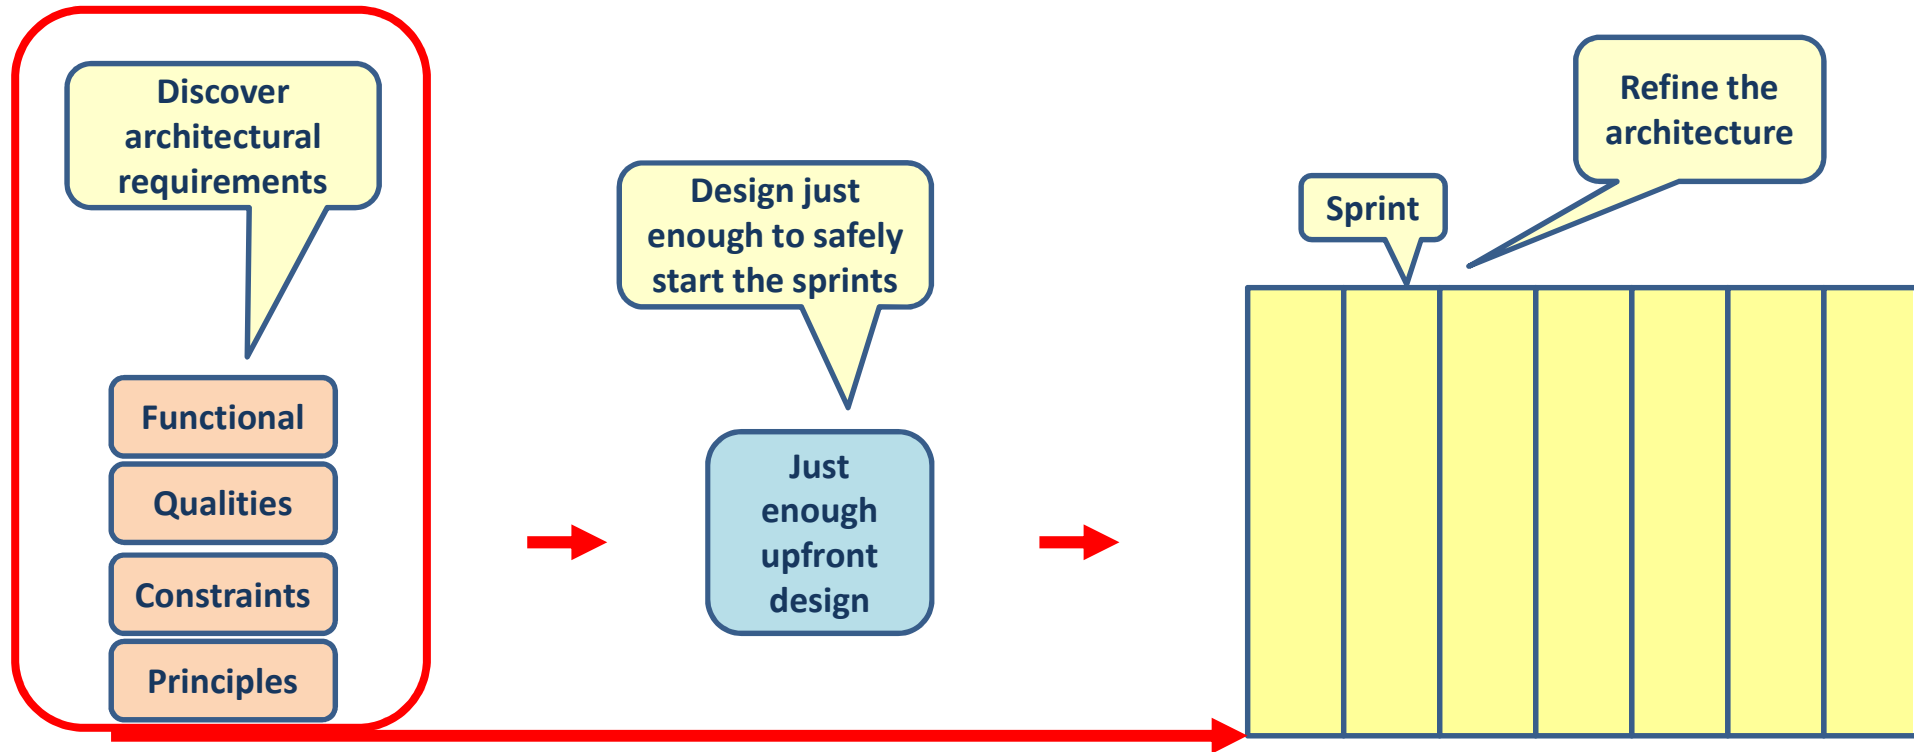 Discover
architectural
requirements
Functional
Qualities
Constraints
Principles
Design just
enough to safely
start the sprints
Just
enough
upfront
design
Sprint
Refine the
architecture